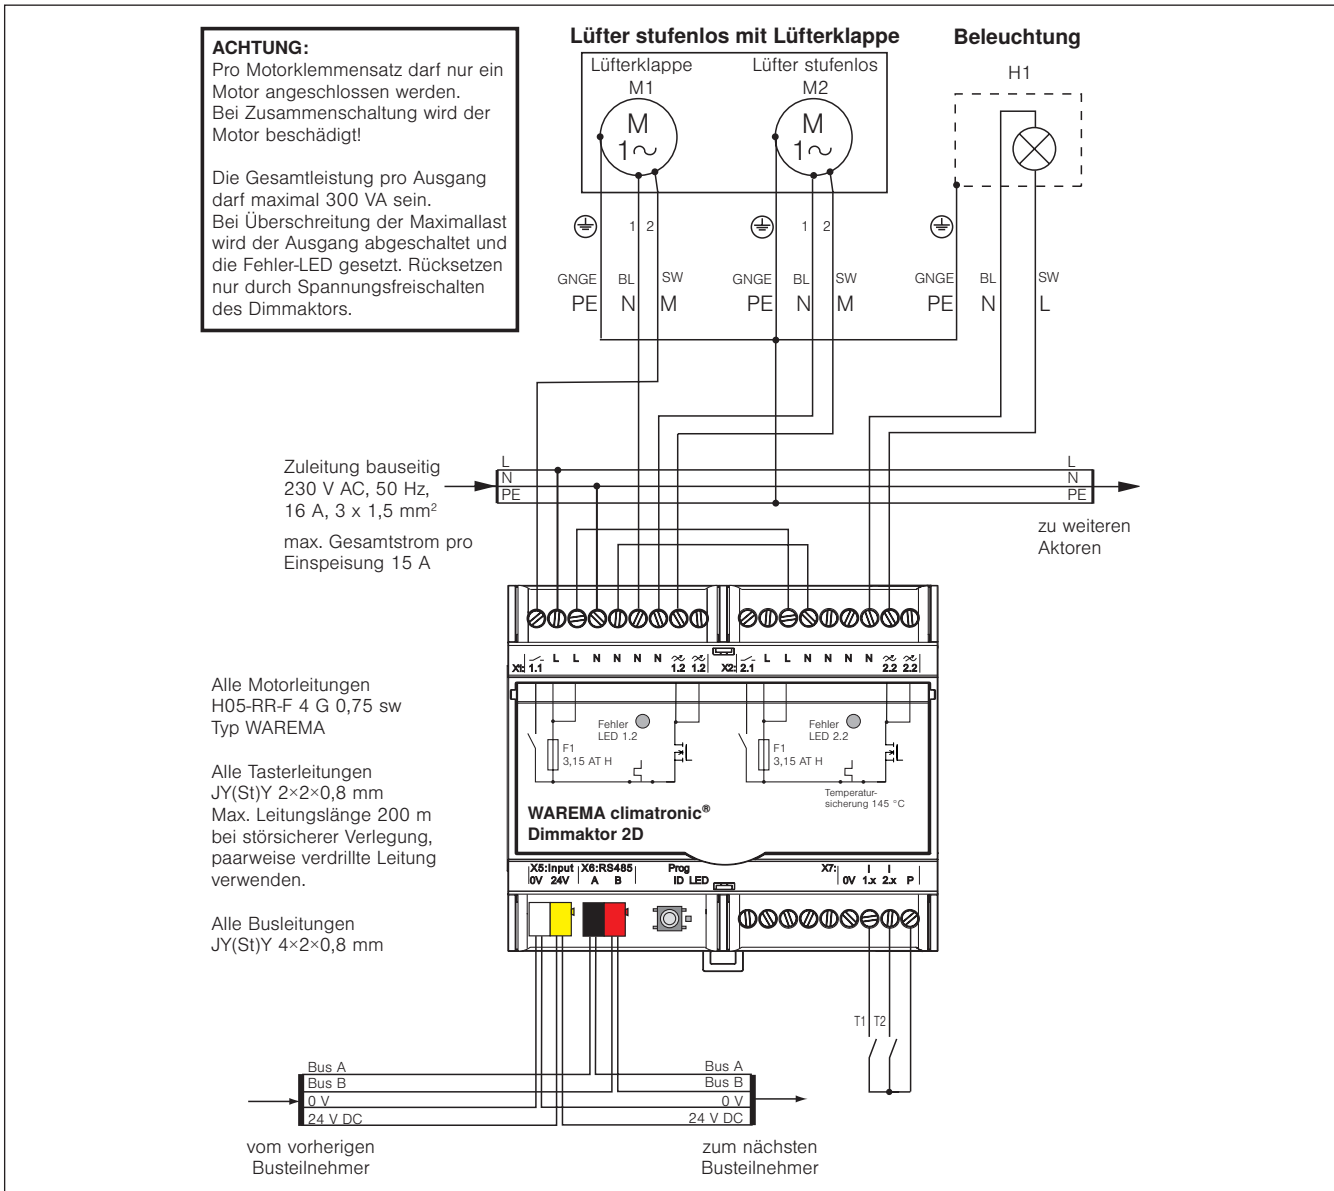 ACHTUNG:
Pro Motorklemmensatz darf nur ein
Motor angeschlossen werden.
Bei Zusammenschaltung wird der
Motor beschädigt!
Die Gesamtleistung pro Ausgang
darf maximal 300 VA sein.
Bei Überschreitung der Maximallast
wird der Ausgang abgeschaltet und
die Fehler-LED gesetzt. Rücksetzen
nur durch Spannungsfreischalten
des Dimmaktors.
Lüfter stufenlos mit Lüfterklappe
Beleuchtung
Lüfterklappe
Lüfter stufenlos
M1
M2
H1
M
1~
M
1~
1 2
1 2
GNGE BL SW
GNGE BL SW
GNGE BL SW
PE N M
PE N M
PE N L
Zuleitung bauseitig
230 V AC, 50 Hz,
16 A, 3 x 1,5 mm²
max. Gesamtstrom pro
Einspeisung 15 A
L
N
PE
L
N
PE
zu weiteren
Aktoren
X1: 1.1 L L N N N N 1.2 1.2
X2: 2.1 L L N N N N 2.2 2.2
Fehler
LED 1.2
F1
3,15 AT H
Fehler
LED 2.2
F1
3,15 AT H
Temperatur-
sicherung 145 °C
WAREMA climatronic®
Dimmaktor 2D
X5:Input X6:RS485 Prog
0V 24V A B ID LED
X7: I I
0V 1.x 2.x P
Alle Motorleitungen
H05-RR-F 4 G 0,75 sw
Typ WAREMA
Alle Tasterleitungen
JY(St)Y 2×2×0,8 mm
Max. Leitungslänge 200 m
bei störsicherer Verlegung,
paarweise verdrillte Leitung
verwenden.
Alle Busleitungen
JY(St)Y 4×2×0,8 mm
T1 T2
Bus A
Bus B
0 V
24 V DC
Bus A
Bus B
0 V
24 V DC
vom vorherigen
Busteilnehmer
zum nächsten
Busteilnehmer